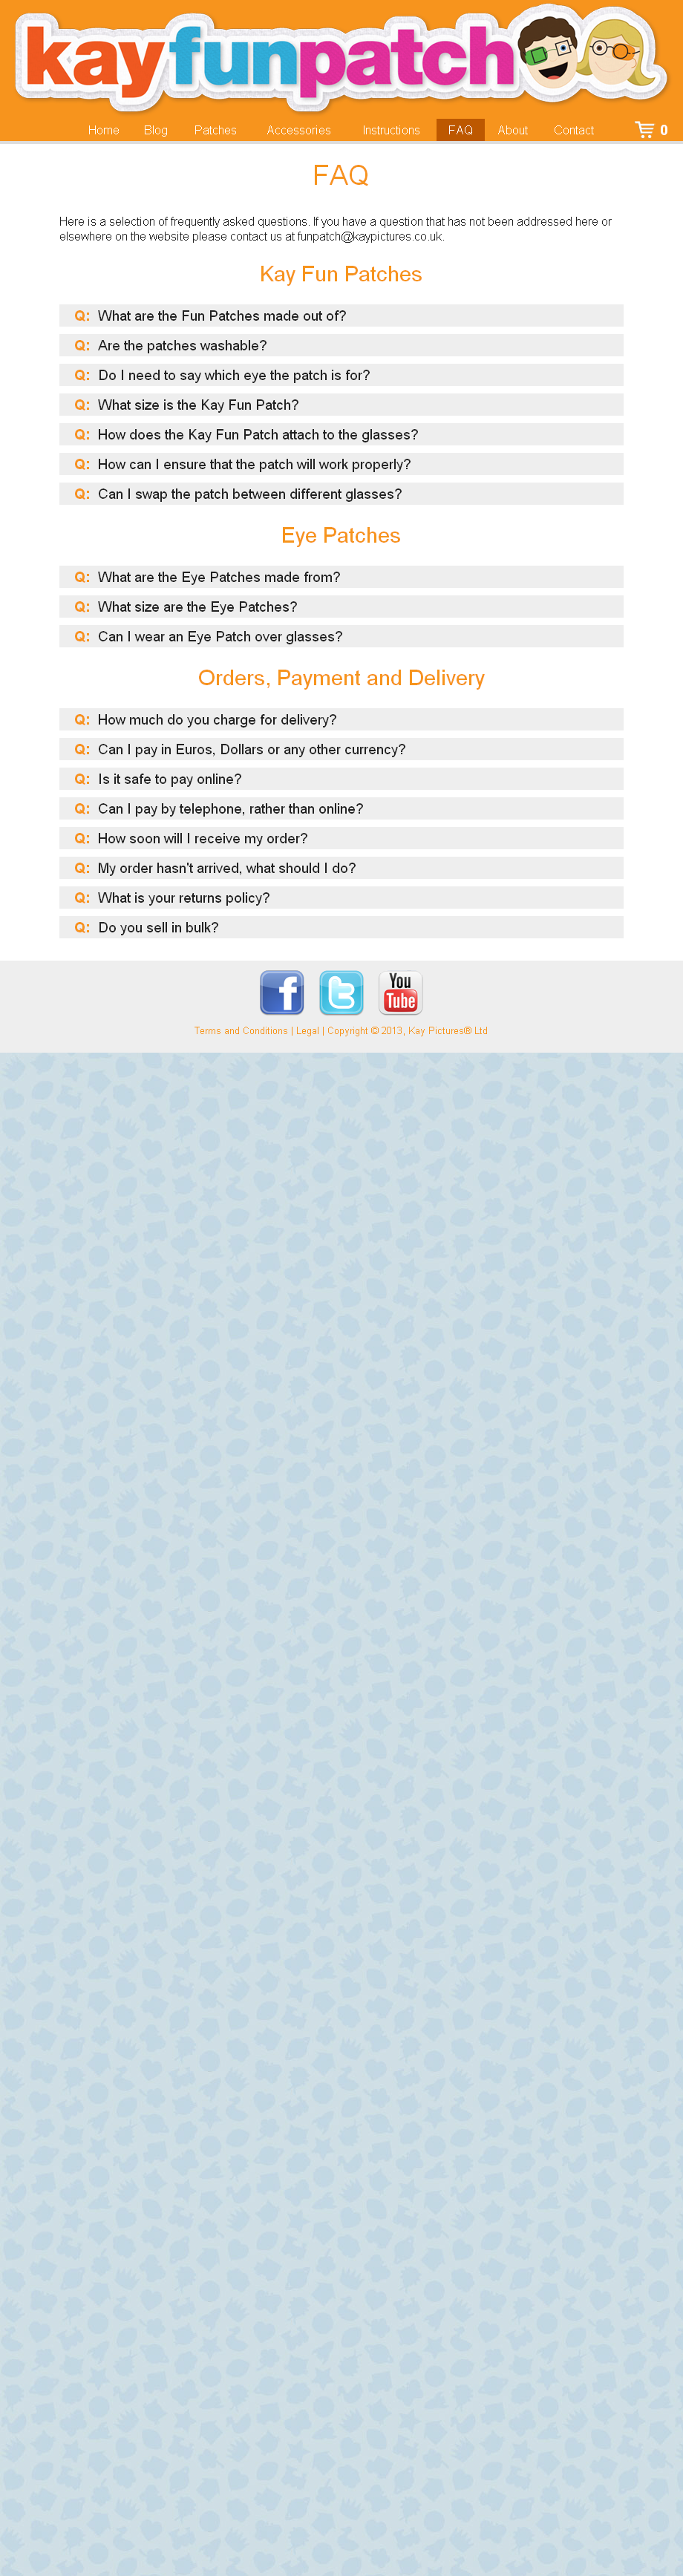 kayfunpatch
Home Blog Patches Accessories Instructions FAQ About Contact 0
FAQ
Here is a selection of frequently asked questions. If you have a question that has not been addressed here or
elsewhere on the website please contact us at funpatch@kaypictures.co.uk.
Kay Fun Patches
Q: What are the Fun Patches made out of?
Q: Are the patches washable?
Q: Do I need to say which eye the patch is for?
Q: What size is the Kay Fun Patch?
Q: How does the Kay Fun Patch attach to the glasses?
Q: How can I ensure that the patch will work properly?
Q: Can I swap the patch between different glasses?
Eye Patches
Q: What are the Eye Patches made from?
Q: What size are the Eye Patches?
Q: Can I wear an Eye Patch over glasses?
Orders, Payment and Delivery
Q: How much do you charge for delivery?
Q: Can I pay in Euros, Dollars or any other currency?
Q: Is it safe to pay online?
Q: Can I pay by telephone, rather than online?
Q: How soon will I receive my order?
Q: My order hasn't arrived, what should I do?
Q: What is your returns policy?
Q: Do you sell in bulk?
f t You Tube
Terms and Conditions | Legal | Copyright © 2013, Kay Pictures® Ltd